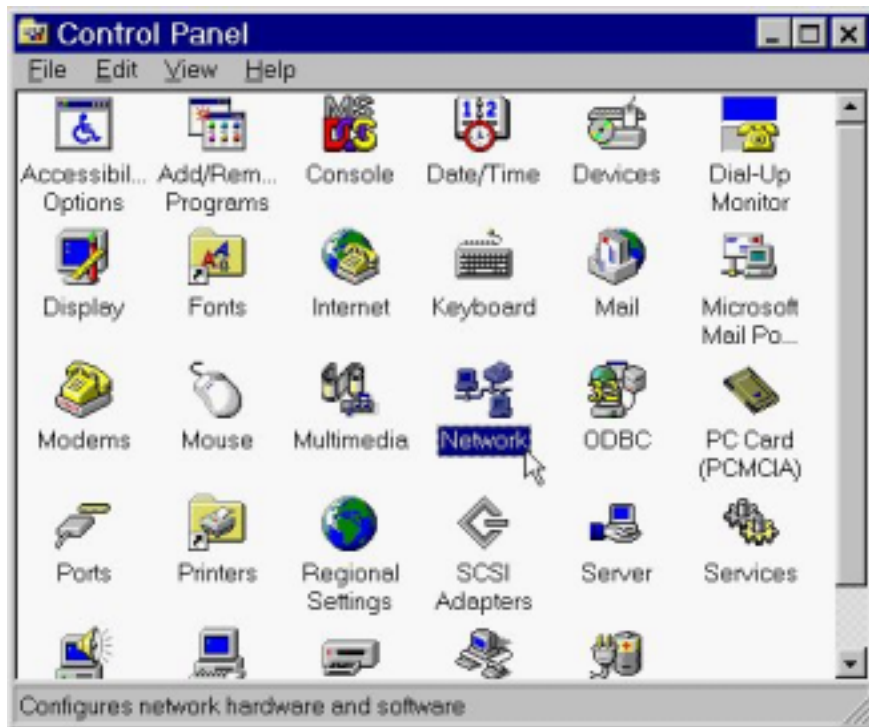 Control Panel
File Edit View Help
Accessibil... Options
Add/Rem... Programs
Console
Date/Time
Devices
Dial-Up Monitor
Display
Fonts
Internet
Keyboard
Mail
Microsoft Mail Po...
Modems
Mouse
Multimedia
Network
ODBC
PC Card (PCMCIA)
Ports
Printers
Regional Settings
SCSI Adapters
Server
Services
Configures network hardware and software